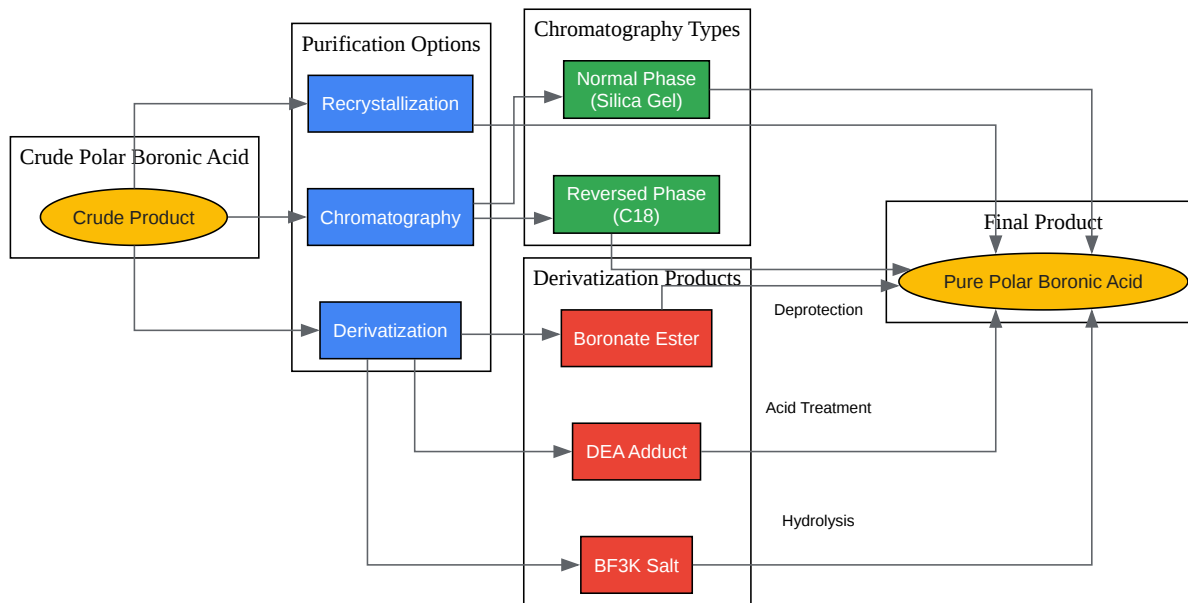 Crude Polar Boronic Acid
Crude Product
Purification Options
Recrystallization
Chromatography
Derivatization
Chromatography Types
Normal Phase
(Silica Gel)
Reversed Phase
(C18)
Derivatization Products
Boronate Ester
DEA Adduct
BF3K Salt
Deprotection
Acid Treatment
Hydrolysis
Final Product
Pure Polar Boronic Acid